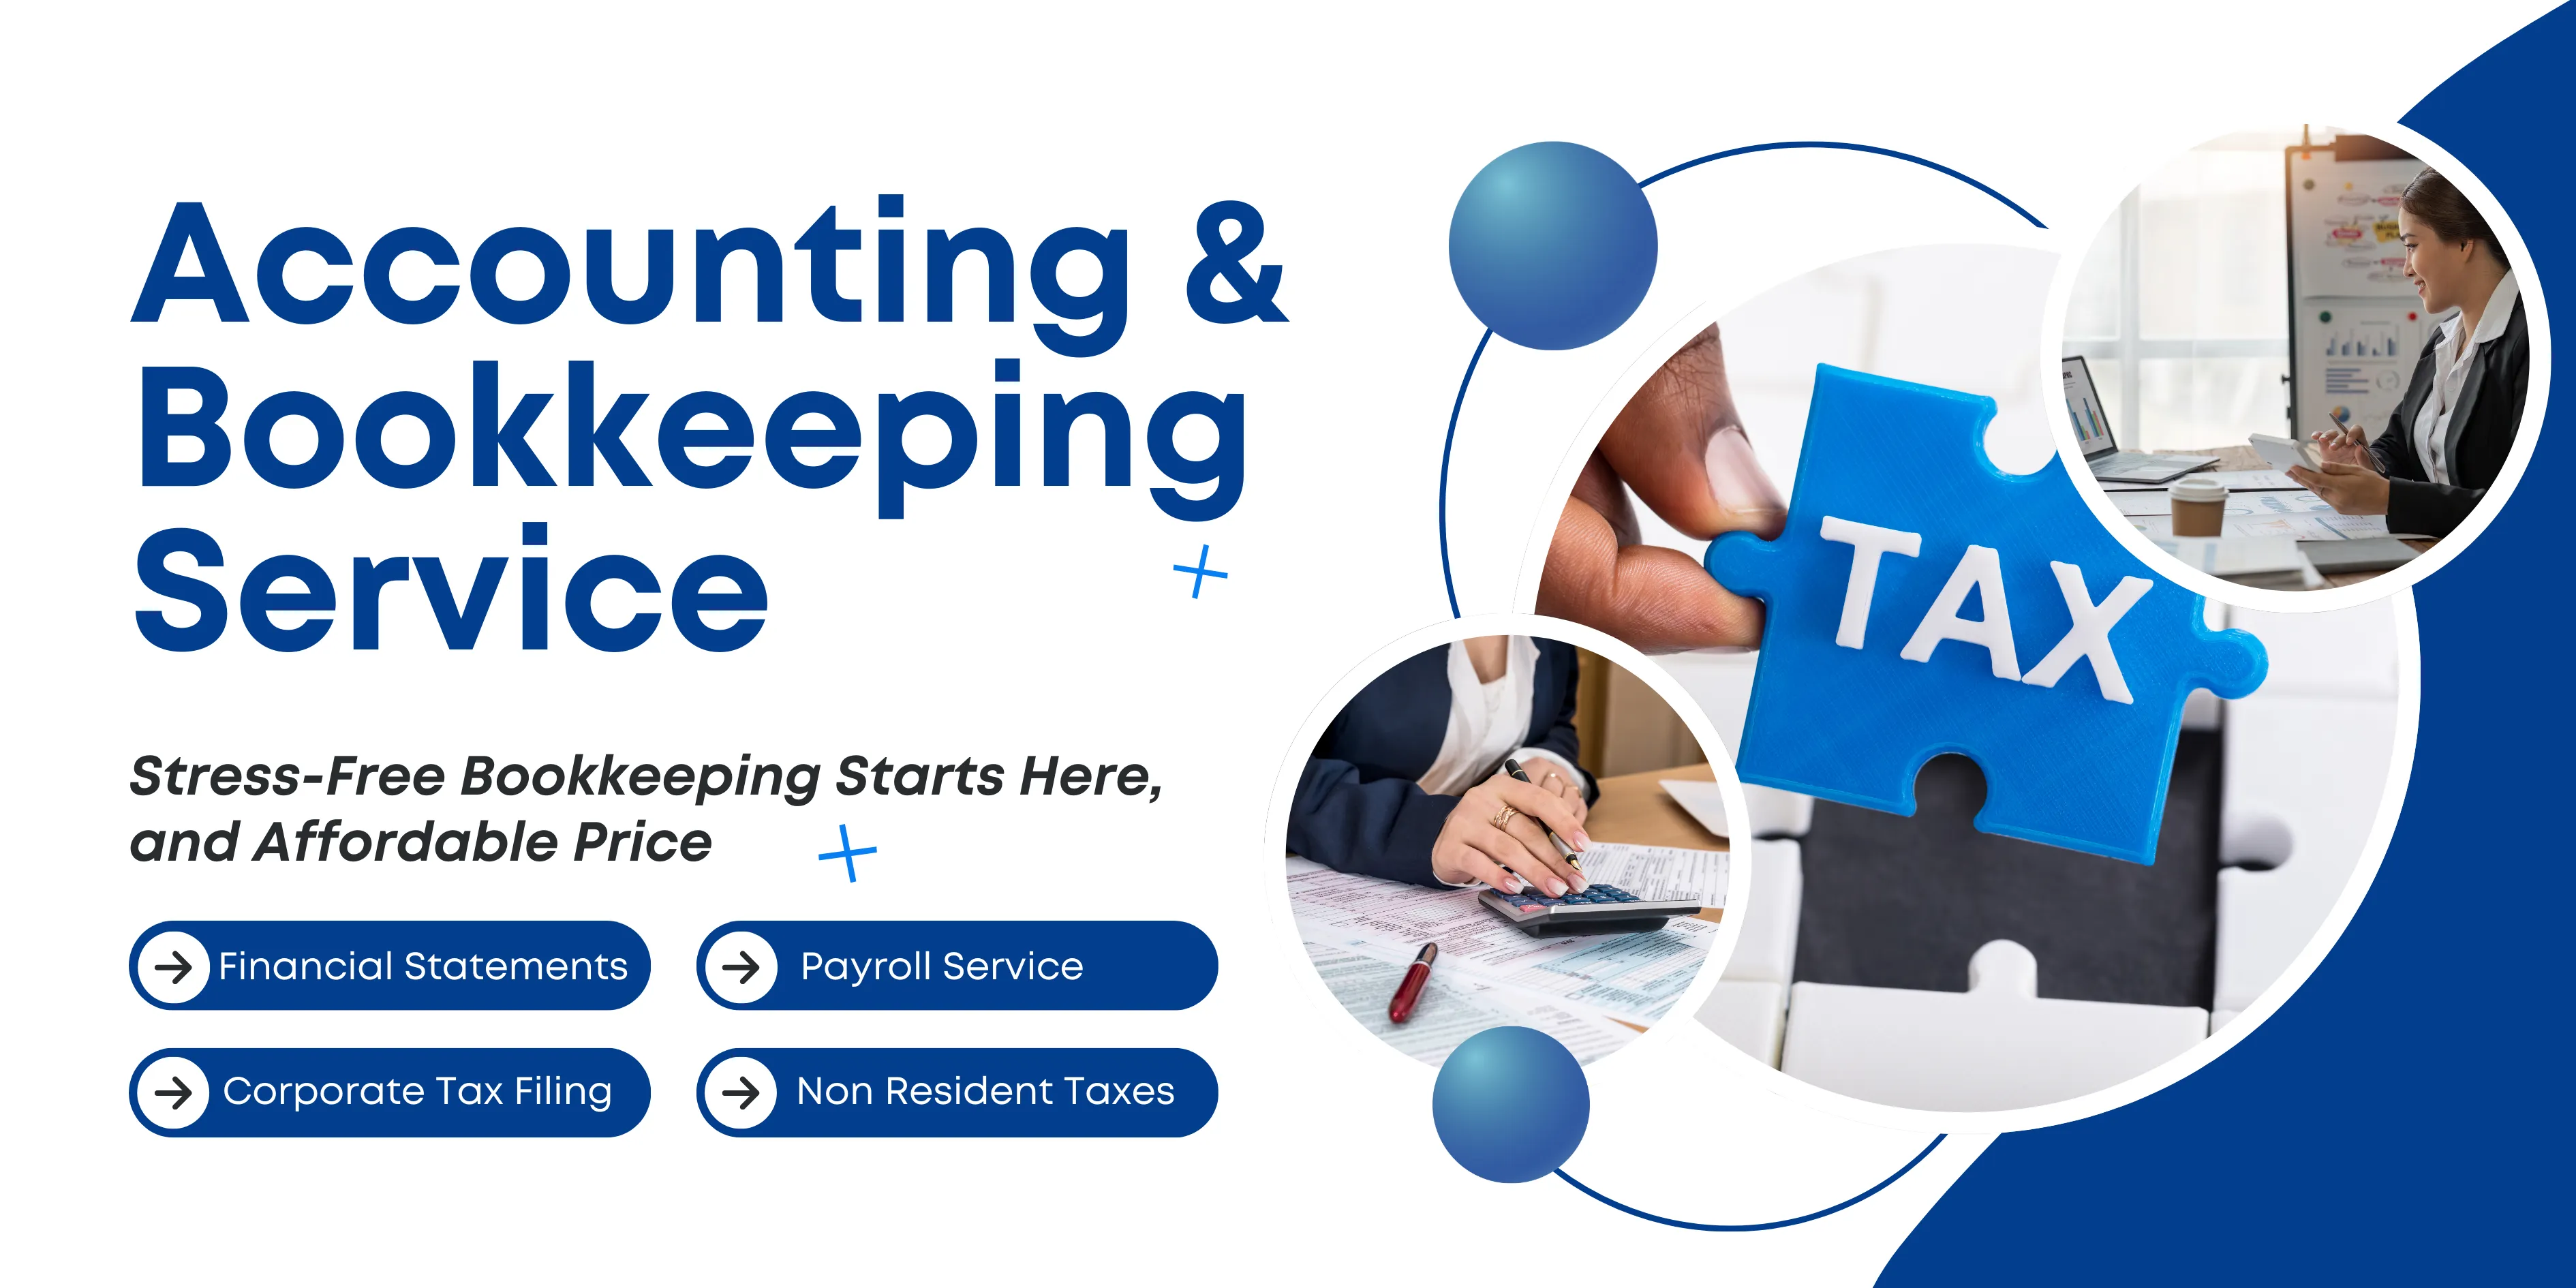 Accounting &
Bookkeeping
Service
Stress-Free Bookkeeping Starts Here,
and Affordable Price
Financial Statements
Payroll Service
Corporate Tax Filing
Non Resident Taxes
TAX